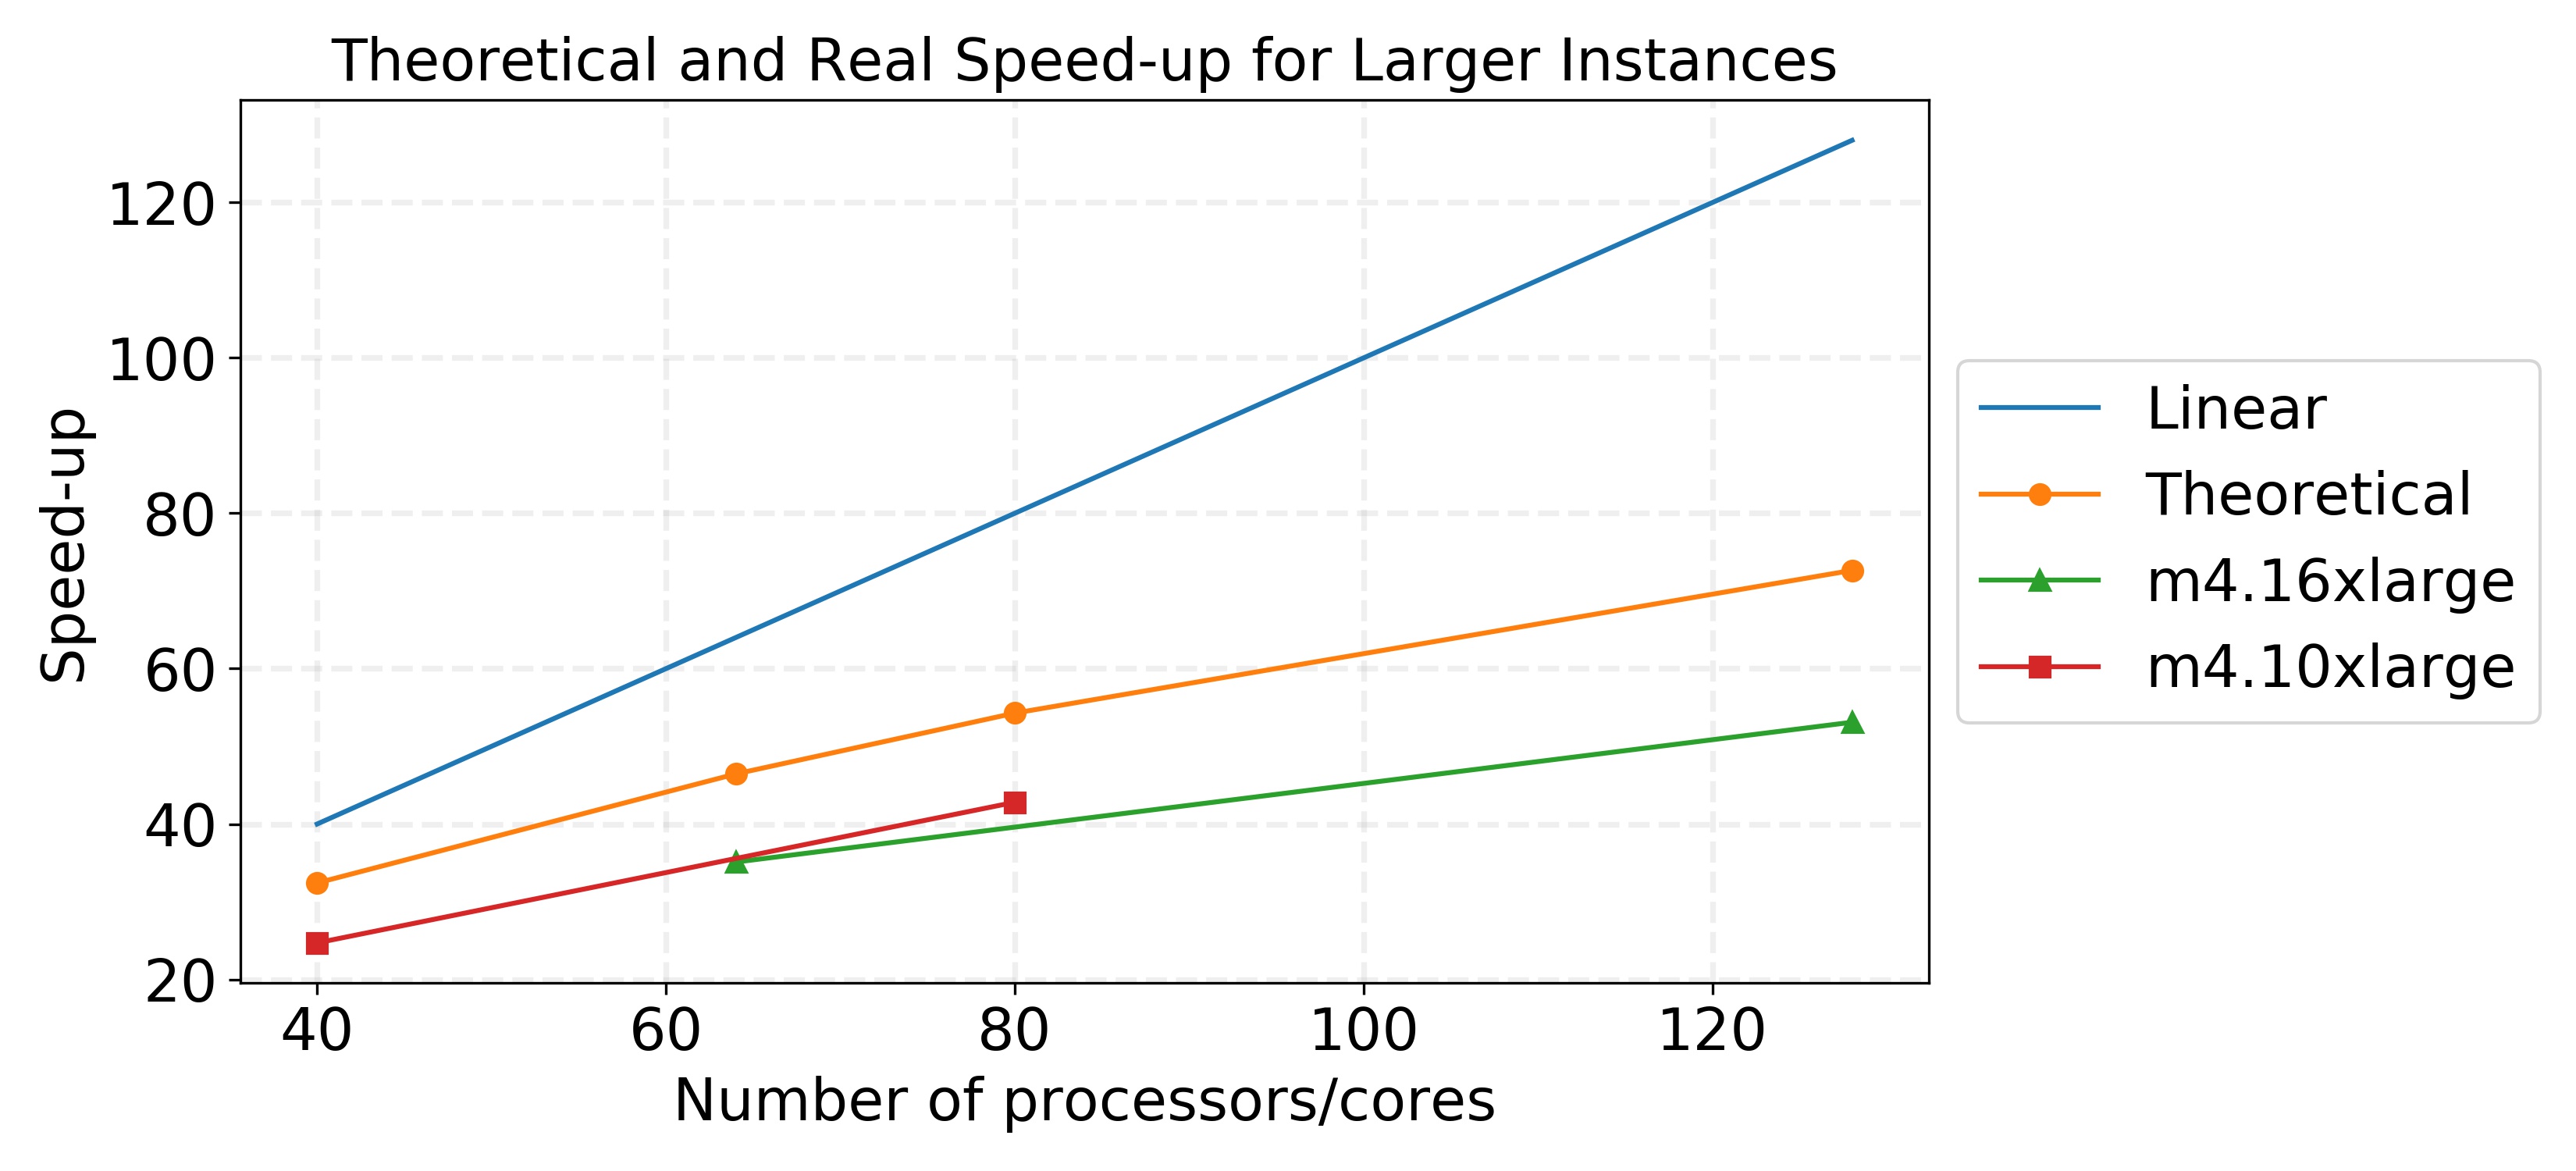 Theoretical and Real Speed-up for Larger Instances
120
100
80
60
40
20
Speed-up
40 60 80 100 120
Number of processors/cores
Linear
Theoretical
m4.16xlarge
m4.10xlarge